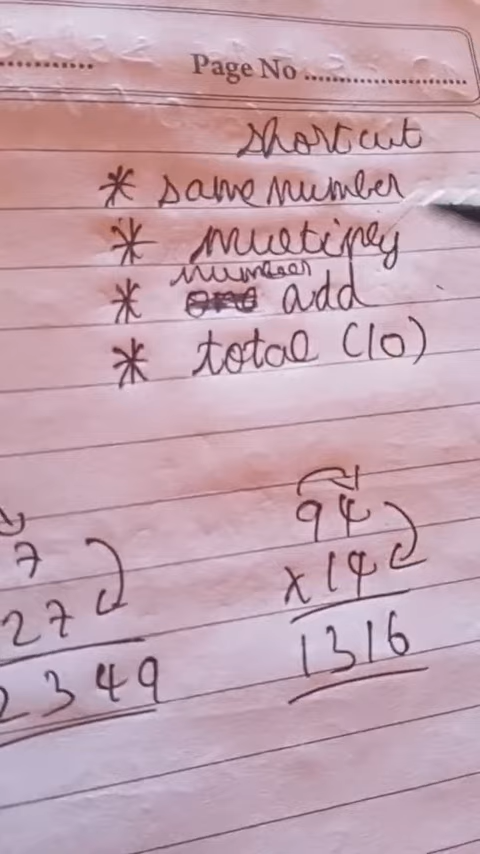 Page No
shortcut
* same number
* multiply
number
* add
* total (10)
7
27
2349
94
x14
1316